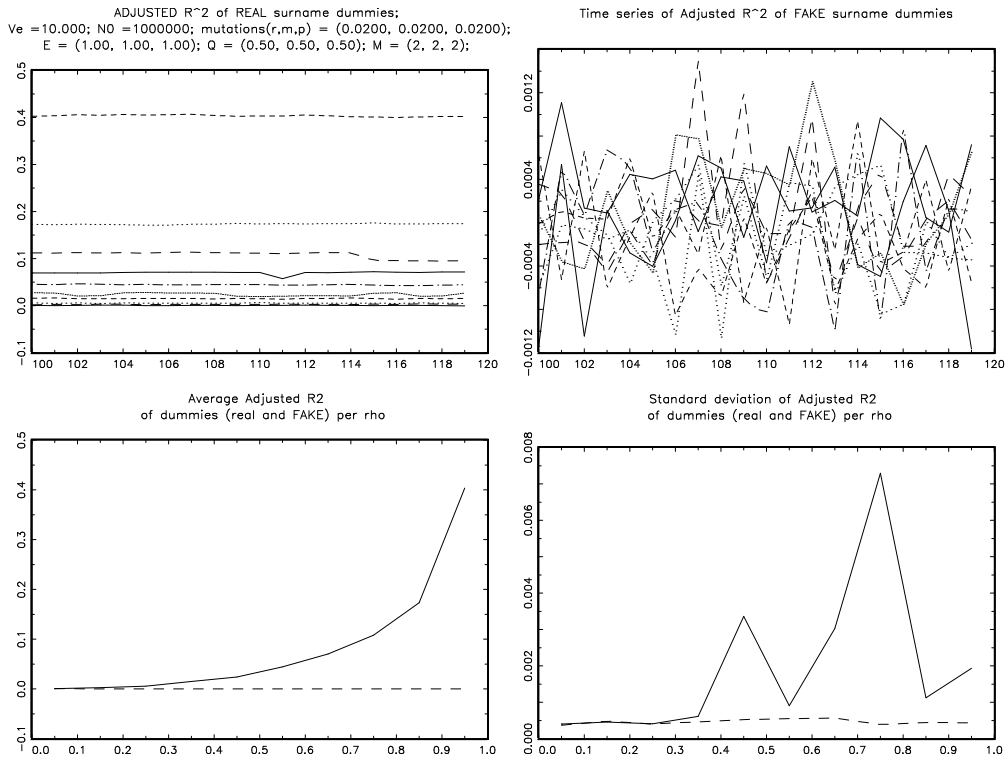 ADJUSTED R^2 of REAL surname dummies;
Ve =10.000; N0 =1000000; mutations(r,m,p) = (0.0200, 0.0200, 0.0200);
E = (1.00, 1.00, 1.00); Q = (0.50, 0.50, 0.50); M = (2, 2, 2);
0.5
0.4
0.3
0.2
0.1
0.0
-0.1
100 102 104 106 108 110 112 114 116 118 120
Time series of Adjusted R^2 of FAKE surname dummies
0.0012
0.0004
-0.0004
-0.0012
100 102 104 106 108 110 112 114 116 118 120
Average Adjusted R2
of dummies (real and FAKE) per rho
0.5
0.4
0.3
0.2
0.1
0.0
-0.1
0.0 0.1 0.2 0.3 0.4 0.5 0.6 0.7 0.8 0.9 1.0
Standard deviation of Adjusted R2
of dummies (real and FAKE) per rho
0.008
0.006
0.004
0.002
0.000
0.0 0.1 0.2 0.3 0.4 0.5 0.6 0.7 0.8 0.9 1.0